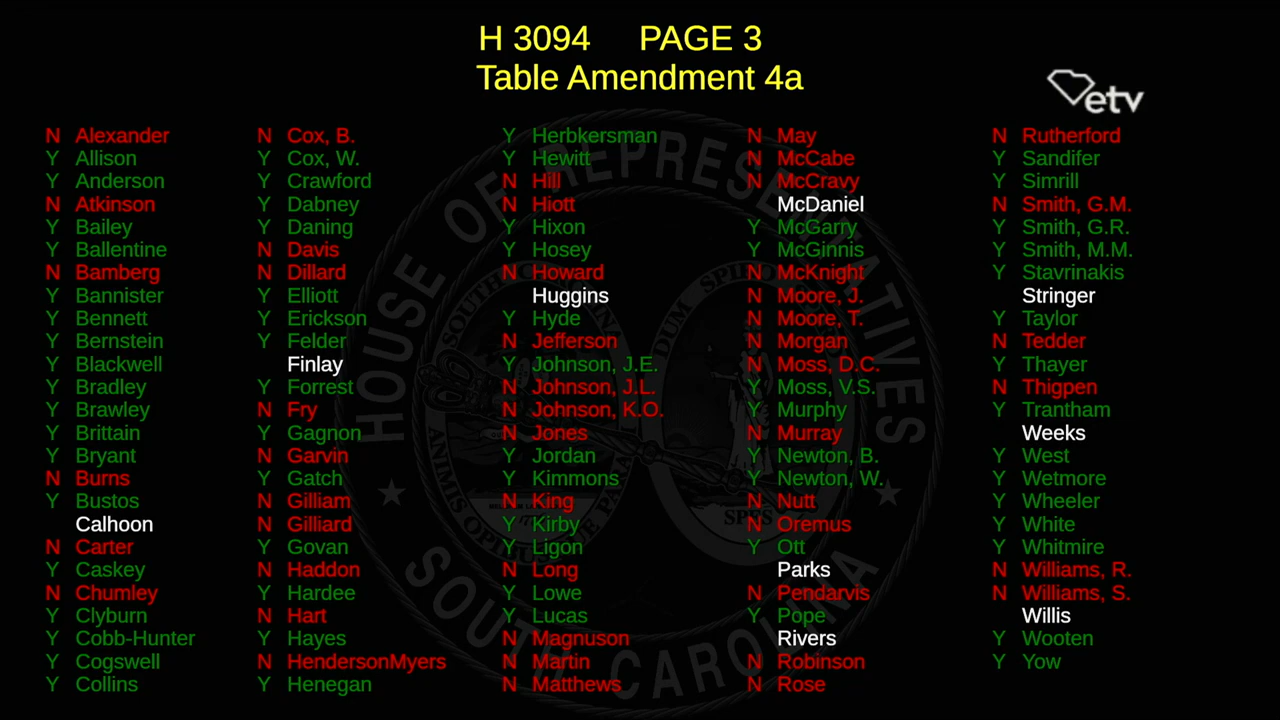 H 3094 PAGE 3
Table Amendment 4a
etv
N Alexander
Y Allison
Y Anderson
N Atkinson
Y Bailey
Y Ballentine
N Bamberg
Y Bannister
Y Bennett
Y Bernstein
Y Blackwell
Y Bradley
Y Brawley
Y Brittain
Y Bryant
N Burns
Y Bustos
Calhoon
N Carter
Y Caskey
N Chumley
Y Clyburn
Y Cobb-Hunter
Y Cogswell
Y Collins
N Cox, B.
Y Cox, W.
Y Crawford
Y Dabney
Y Daning
N Davis
N Dillard
Y Elliott
Y Erickson
Y Felder
Finlay
Y Forrest
N Fry
Y Gagnon
N Garvin
Y Gatch
N Gilliam
N Gilliard
Y Govan
N Haddon
Y Hardee
N Hart
Y Hayes
N HendersonMyers
Y Henegan
Y Herbkersman
Y Hewitt
N Hill
N Hiott
Y Hixon
Y Hosey
N Howard
Huggins
Y Hyde
N Jefferson
Y Johnson, J.E.
N Johnson, J.L.
N Johnson, K.O.
N Jones
Y Jordan
Y Kimmons
N King
Y Kirby
Y Ligon
N Long
Y Lowe
Y Lucas
N Magnuson
N Martin
N Matthews
N May
N McCabe
N McCravy
McDaniel
Y McGarry
Y McGinnis
N McKnight
N Moore, J.
N Moore, T.
N Morgan
N Moss, D.C.
Y Moss, V.S.
Y Murphy
N Murray
Y Newton, B.
Y Newton, W.
N Nutt
N Oremus
Y Ott
Parks
N Pendarvis
Y Pope
Rivers
N Robinson
N Rose
N Rutherford
Y Sandifer
Y Simrill
N Smith, G.M.
Y Smith, G.R.
Y Smith, M.M.
Y Stavrinakis
Stringer
Y Taylor
N Tedder
Y Thayer
N Thigpen
Y Trantham
Weeks
Y West
Y Wetmore
Y Wheeler
Y White
Y Whitmire
N Williams, R.
N Williams, S.
Willis
Y Wooten
Y Yow
HOUSE OF REPRESENTATIVES
SOUTH CAROLINA